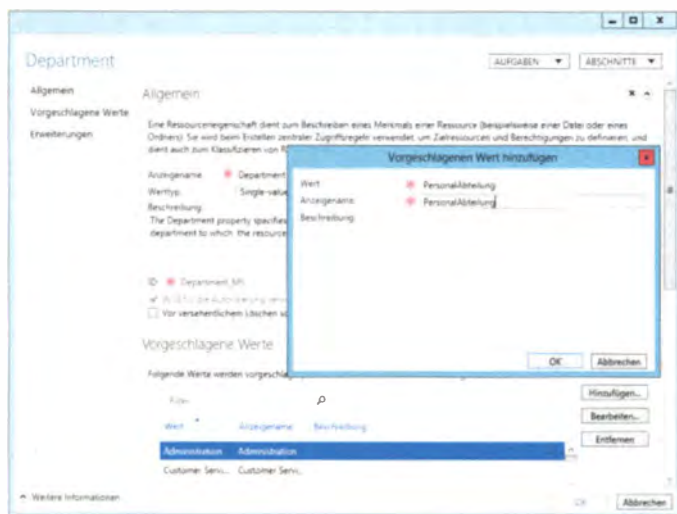 Department
AUFGABEN
ABSCHNITTE
Allgemein
Vorgeschlagene Werte
Erweiterungen
Allgemein
Eine Ressourceneigenschaft dient zum Beschreiben eines Merkmals einer Ressource (beispielsweise einer Datei oder eines
Ordners). Sie wird beim Erstellen zentraler Zugriffsregeln verwendet, um Zielressourcen und Berechtigungen zu definieren, und
dient auch zum Klassifizieren von
Anzeigename: Department
Werttyp: Single-value
Beschreibung:
The Department property specifies
department to which the resource
ID: Department_MS
Vor versehentlichem Löschen
Vorgeschlagenen Wert hinzufügen
Wert: PersonalAbteilung
Anzeigename: PersonalAbteilung
Beschreibung:
OK
Abbrechen
Vorgeschlagene Werte
Folgende Werte werden vorgeschlag
Filter
Wert Anzeigename Beschreibung
Administration Administration
Customer Servi... Customer Servi...
Hinzufügen...
Bearbeiten...
Entfernen
Weitere Informationen
OK
Abbrechen